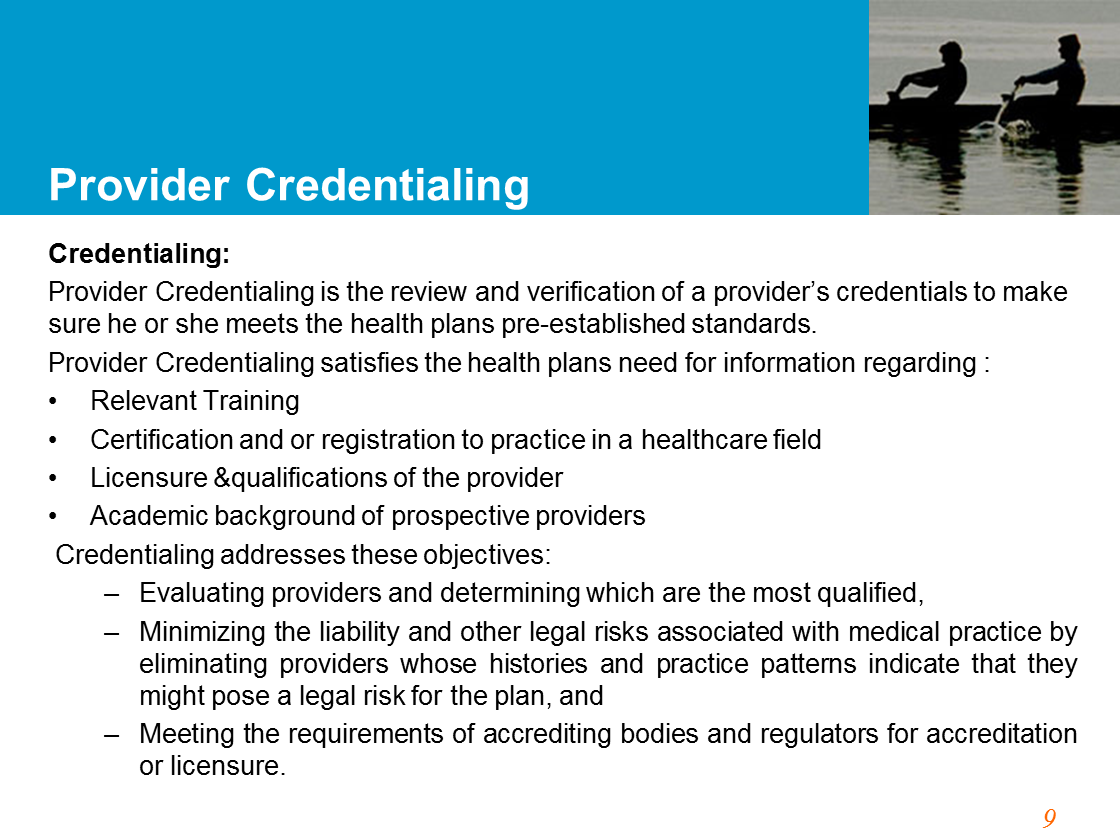 Provider Credentialing
Credentialing:
Provider Credentialing is the review and verification of a provider’s credentials to make
sure he or she meets the health plans pre-established standards.
Provider Credentialing satisfies the health plans need for information regarding :
• Relevant Training
• Certification and or registration to practice in a healthcare field
• Licensure &qualifications of the provider
• Academic background of prospective providers
Credentialing addresses these objectives:
– Evaluating providers and determining which are the most qualified,
– Minimizing the liability and other legal risks associated with medical practice by
eliminating providers whose histories and practice patterns indicate that they
might pose a legal risk for the plan, and
– Meeting the requirements of accrediting bodies and regulators for accreditation
or licensure.
9